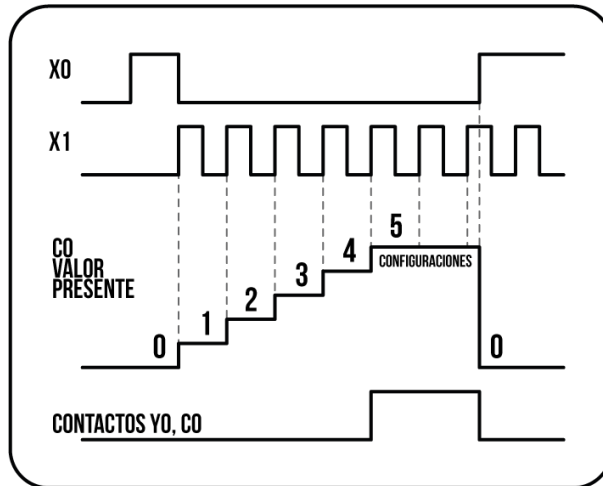 X0
X1
CO
VALOR
PRESENTE
0
1
2
3
4
5
CONFIGURACIONES
0
CONTACTOS YO, CO